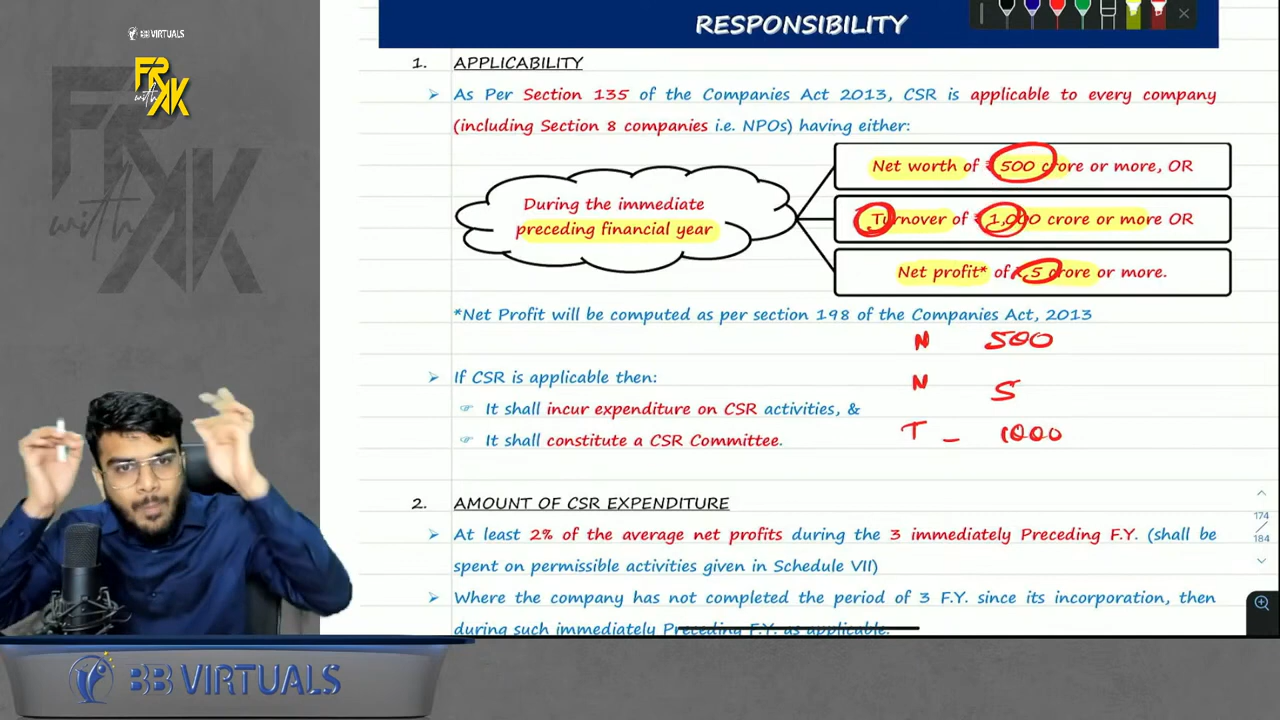 BB VIRTUALS
FR
with
AK
FR
with
AK
RESPONSIBILITY
1. APPLICABILITY
➢ As Per Section 135 of the Companies Act 2013, CSR is applicable to every company
(including Section 8 companies i.e. NPOs) having either:
During the immediate
preceding financial year
Net worth of ₹500 crore or more, OR
Turnover of ₹ 1,000 crore or more OR
Net profit* of ₹ 5 crore or more.
*Net Profit will be computed as per section 198 of the Companies Act, 2013
N 500
N 5
T - 1000
➢ If CSR is applicable then:
☞ It shall incur expenditure on CSR activities, &
☞ It shall constitute a CSR Committee.
2. AMOUNT OF CSR EXPENDITURE
➢ At least 2% of the average net profits during the 3 immediately Preceding F.Y. (shall be
spent on permissible activities given in Schedule VII)
➢ Where the company has not completed the period of 3 F.Y. since its incorporation, then
during such immediately Preceding F.Y. as applicable.
174
184
BB VIRTUALS